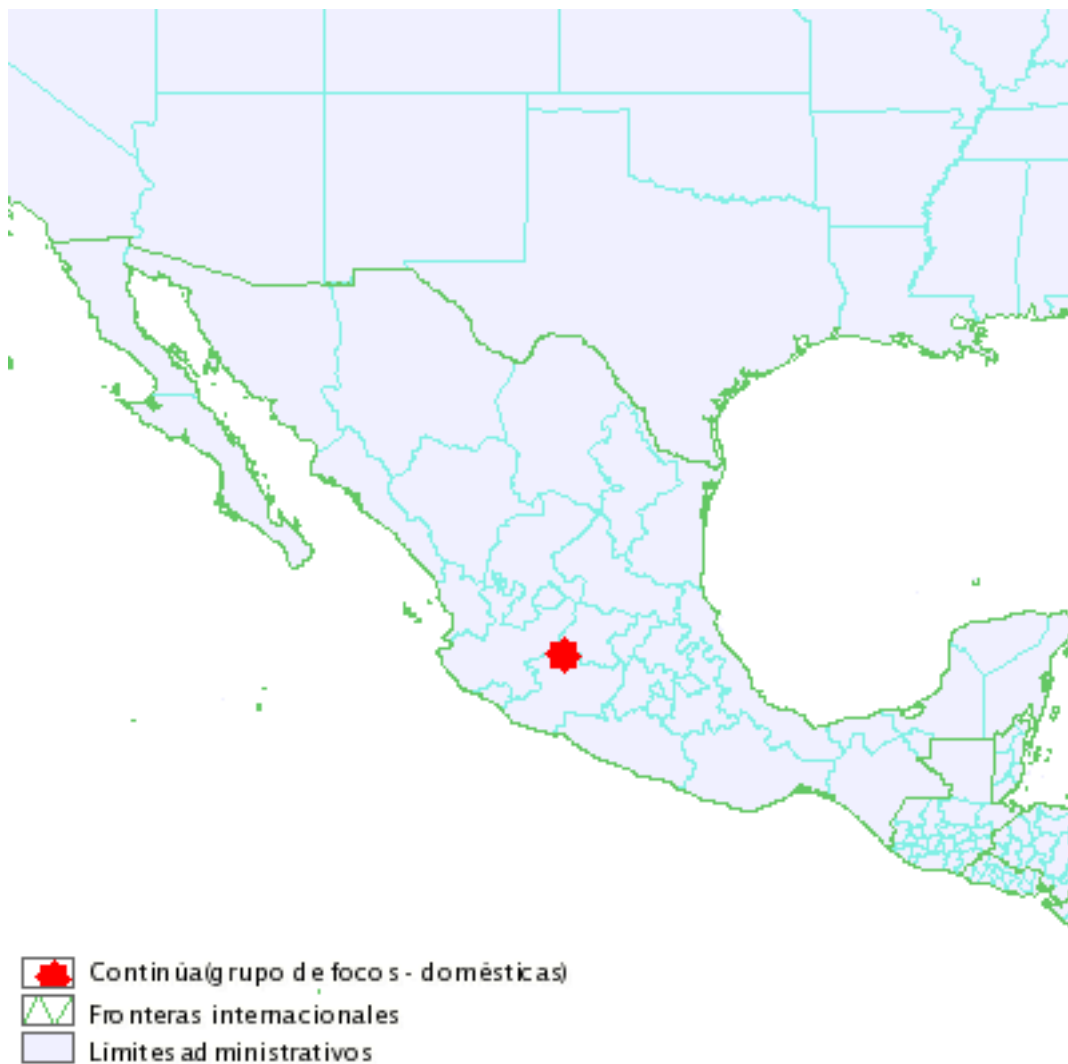 Continúa(grupo de focos - domésticas)
Fronteras internacionales
Límites administrativos